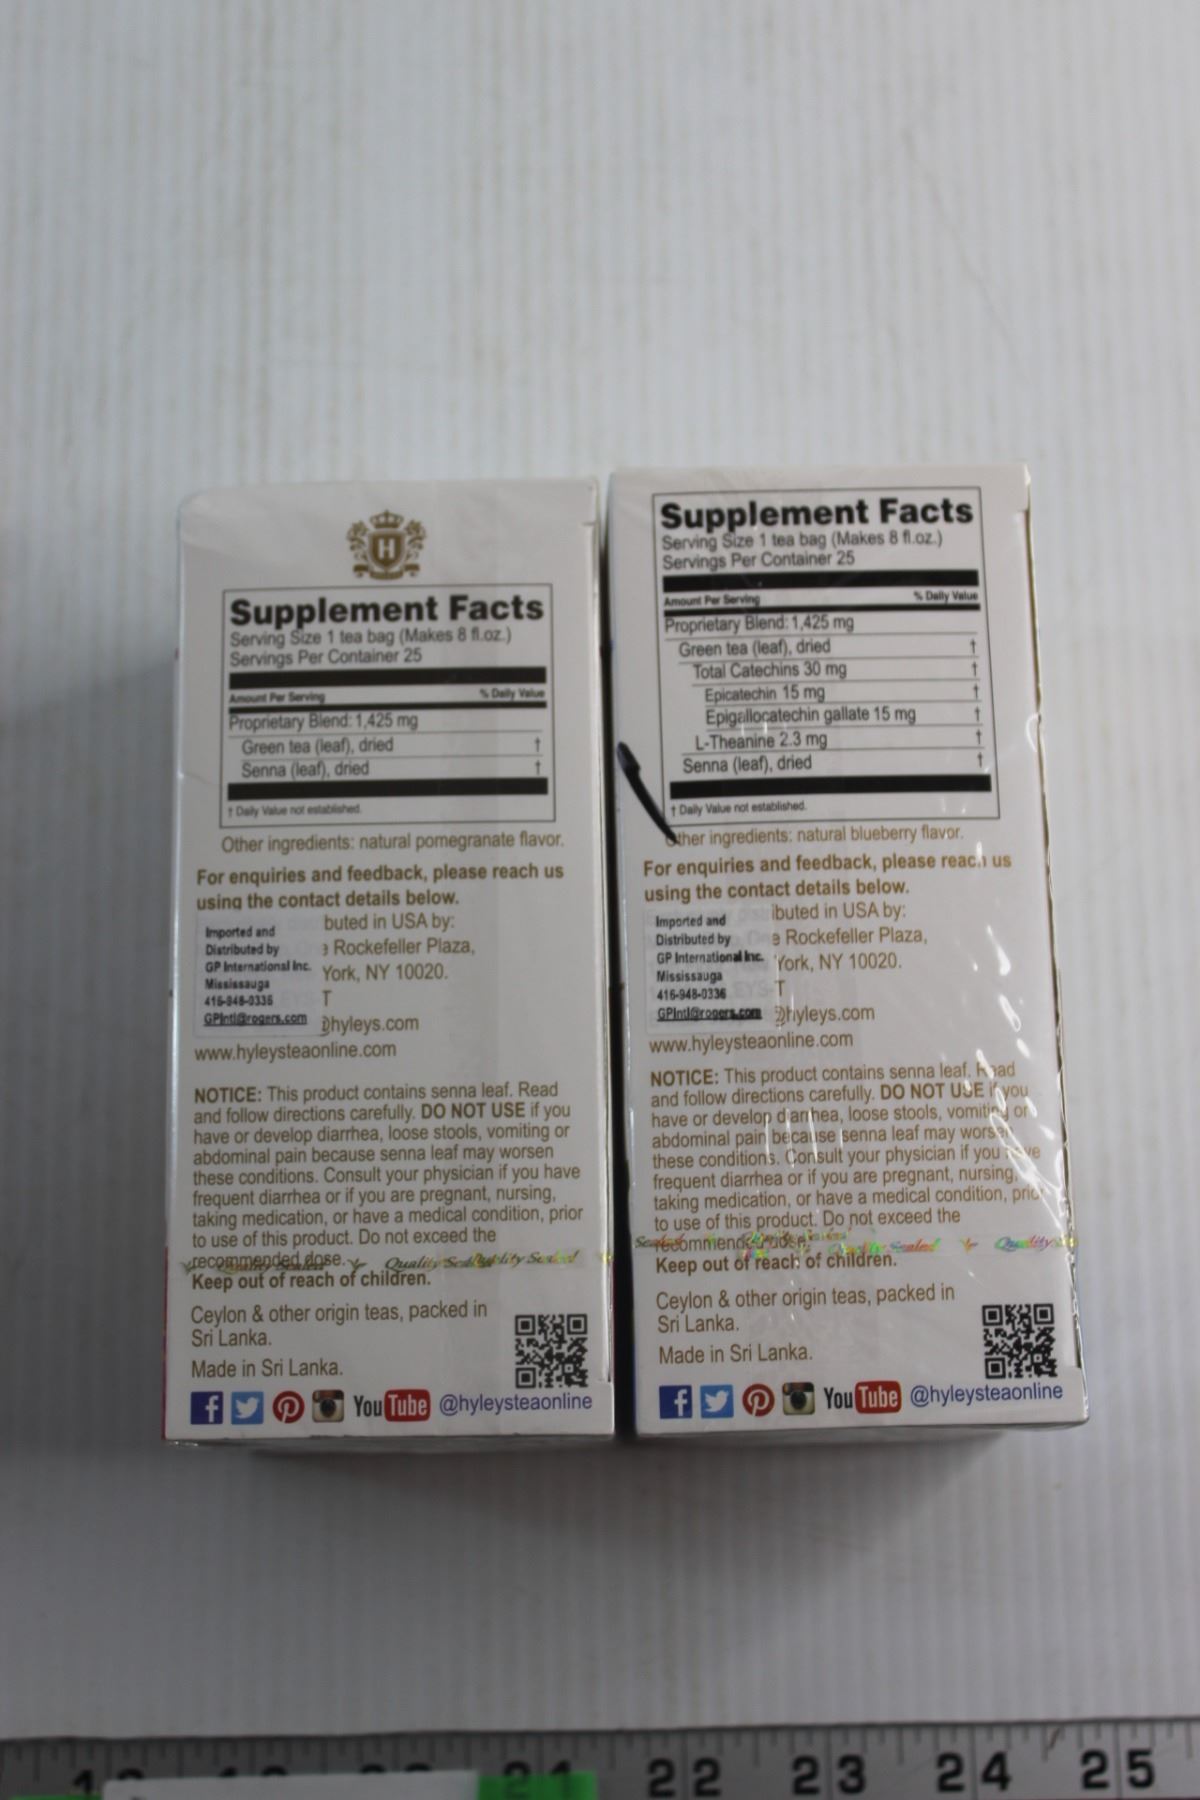 H
Supplement Facts
Serving Size 1 tea bag (Makes 8 fl.oz.)
Servings Per Container 25
Amount Per Serving % Daily Value
Proprietary Blend: 1,425 mg
Green tea (leaf), dried †
Senna (leaf), dried †
† Daily Value not established.
Other ingredients: natural pomegranate flavor.
For enquiries and feedback, please reach us
using the contact details below.
buted in USA by:
Rockefeller Plaza,
York, NY 10020.
T
@hyleys.com
Imported and
Distributed by
GP International Inc.
Mississauga
416-948-0336
GPIntl@rogers.com
www.hyleysteaonline.com
NOTICE: This product contains senna leaf. Read
and follow directions carefully. DO NOT USE if you
have or develop diarrhea, loose stools, vomiting or
abdominal pain because senna leaf may worsen
these conditions. Consult your physician if you have
frequent diarrhea or if you are pregnant, nursing,
taking medication, or have a medical condition, prior
to use of this product. Do not exceed the
recommended dose.
Quality Sealed Quality Sealed
Keep out of reach of children.
Ceylon & other origin teas, packed in
Sri Lanka.
Made in Sri Lanka.
f YouTube @hyleysteaonline
Supplement Facts
Serving Size 1 tea bag (Makes 8 fl.oz.)
Servings Per Container 25
Amount Per Serving % Daily Value
Proprietary Blend: 1,425 mg
Green tea (leaf), dried †
Total Catechins 30 mg †
Epicatechin 15 mg †
Epigallocatechin gallate 15 mg †
L-Theanine 2.3 mg †
Senna (leaf), dried †
† Daily Value not established.
Other ingredients: natural blueberry flavor.
For enquiries and feedback, please reach us
using the contact details below.
ibuted in USA by:
e Rockefeller Plaza,
York, NY 10020.
T
@hyleys.com
Imported and
Distributed by
GP International Inc.
Mississauga
416-948-0336
GPIntl@rogers.com
www.hyleysteaonline.com
NOTICE: This product contains senna leaf. Read
and follow directions carefully. DO NOT USE if you
have or develop diarrhea, loose stools, vomiting or
abdominal pain because senna leaf may worsen
these conditions. Consult your physician if you have
frequent diarrhea or if you are pregnant, nursing,
taking medication, or have a medical condition, prior
to use of this product. Do not exceed the
recommended dose.
Sealed Quality Sealed Quality
Keep out of reach of children.
Ceylon & other origin teas, packed in
Sri Lanka.
Made in Sri Lanka.
f YouTube @hyleysteaonline
21 22 23 24 25